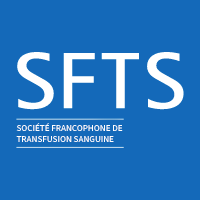 SFTS
SOCIÉTÉ FRANCOPHONE DE
TRANSFUSION SANGUINE